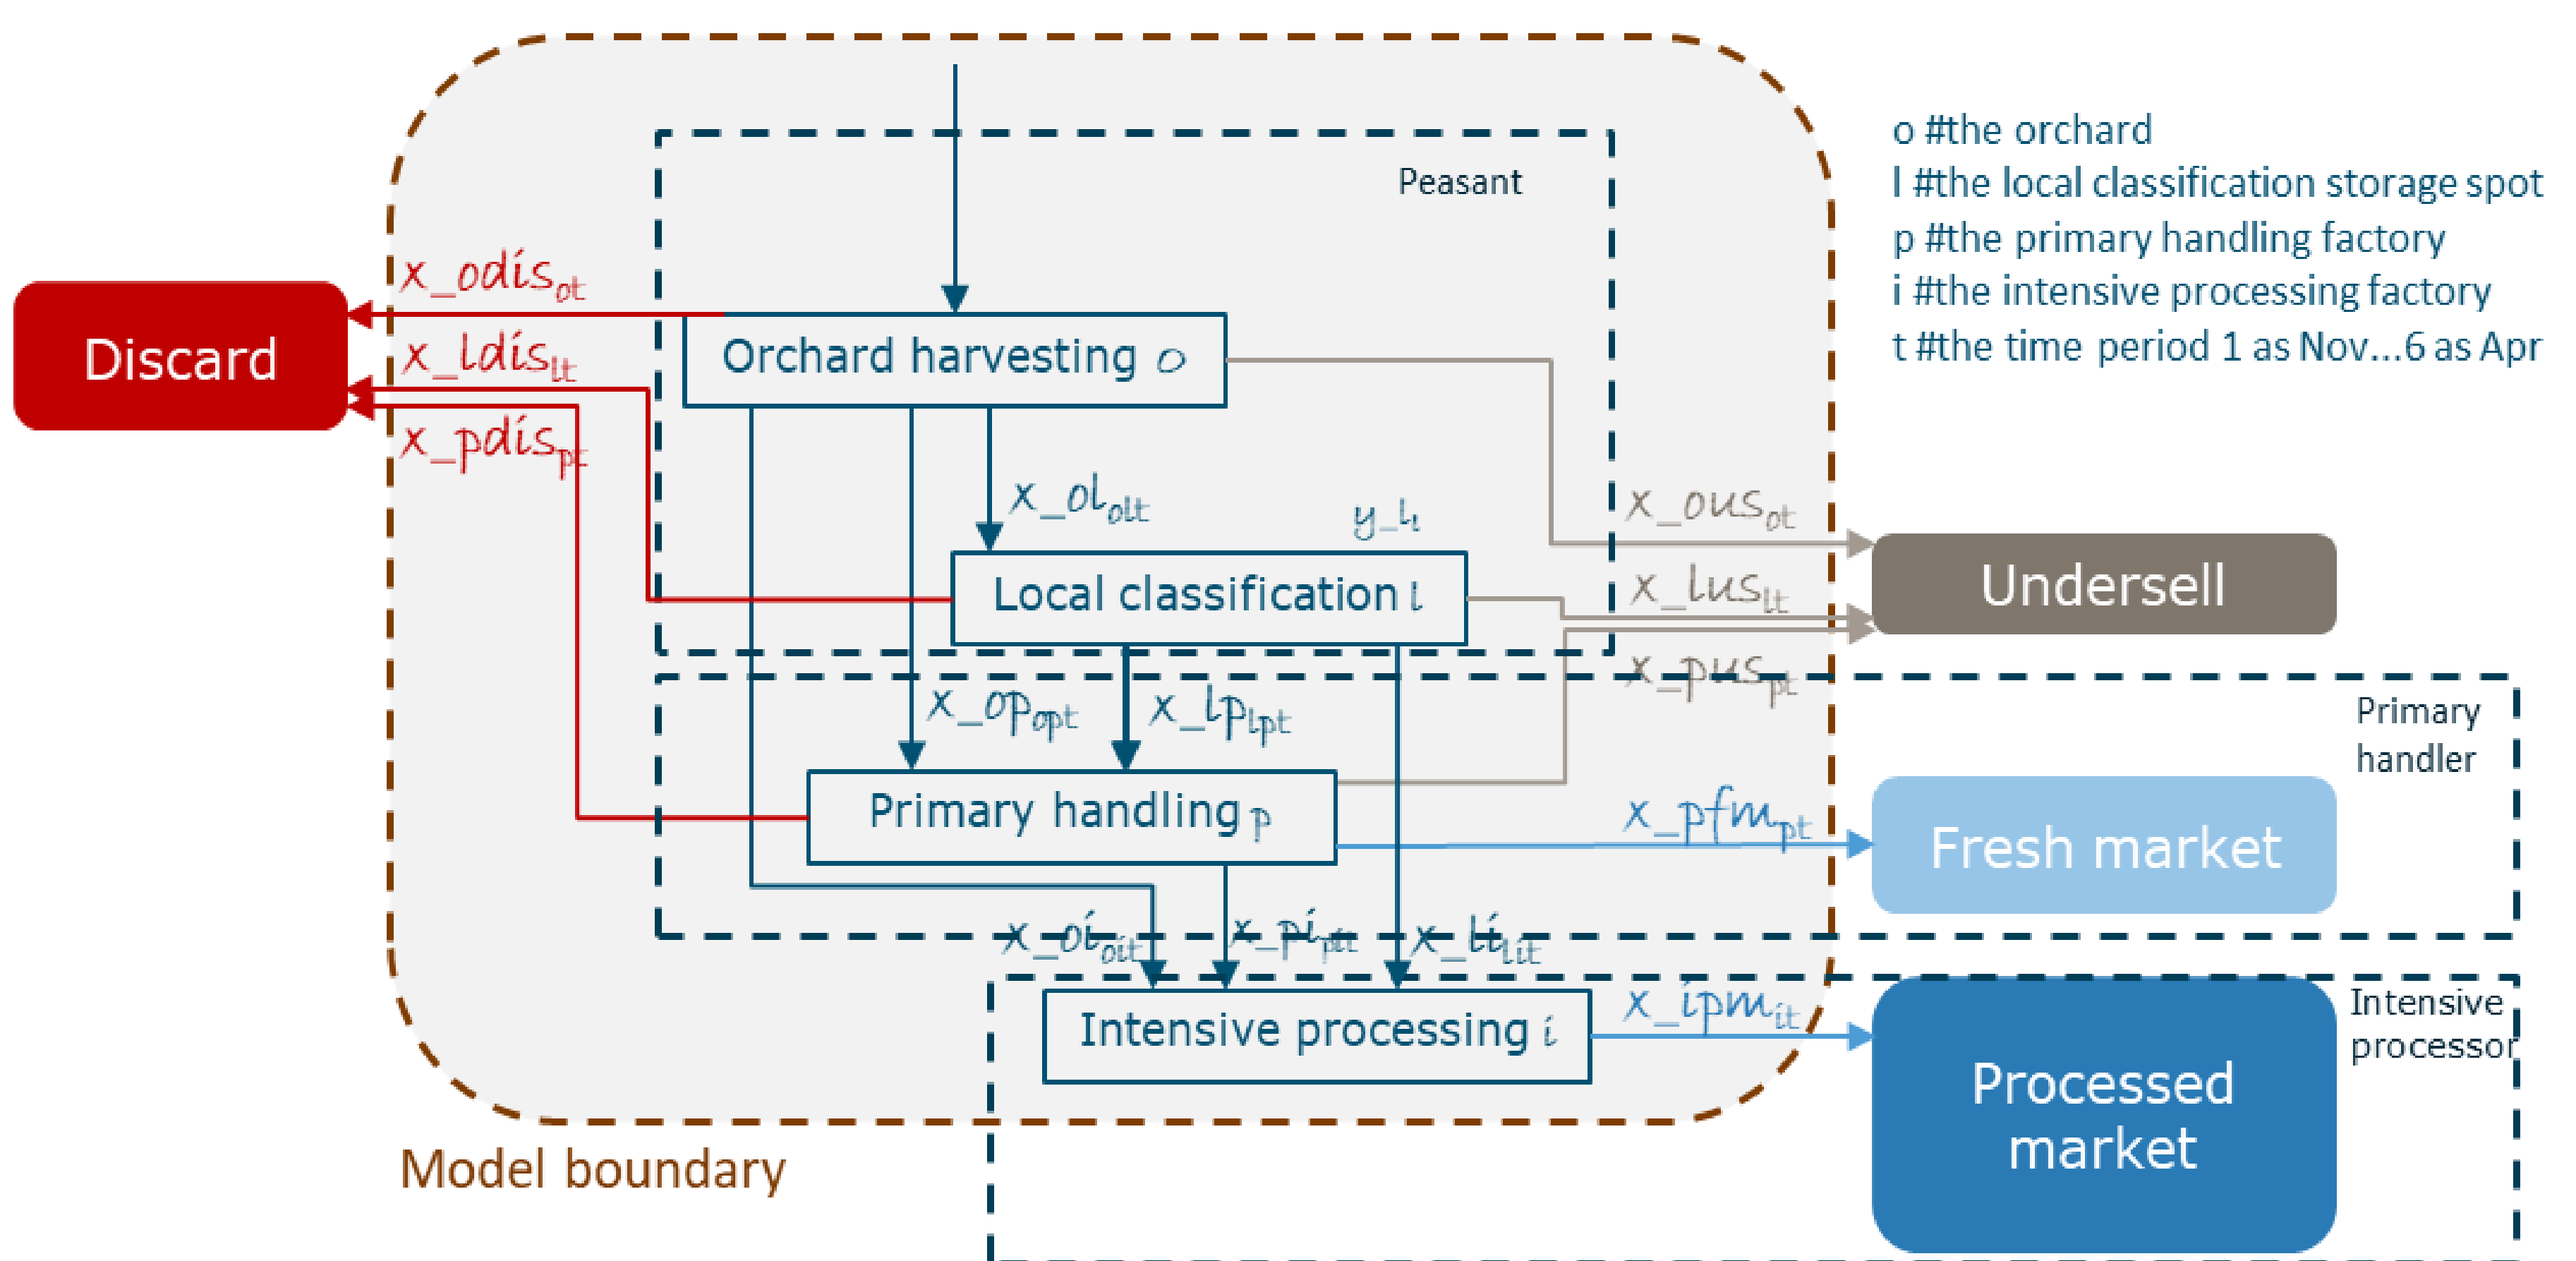 Peasant
o #the orchard
l #the local classification storage spot
p #the primary handling factory
i #the intensive processing factory
t #the time period 1 as Nov...6 as Apr
x_odis_ot
Discard
x_ldis_lt
x_pdis_pt
Orchard harvesting o
x_ol_olt
y_l_l
x_ous_ot
Local classification l
x_lus_lt
Undersell
x_pus_pt
x_op_opt
x_lp_lpt
Primary
handler
Primary handling p
x_pfm_pt
Fresh market
x_oi_oit
x_pi_pit
x_li_lit
Intensive processing i
x_ipm_it
Intensive
processor
Processed
market
Model boundary